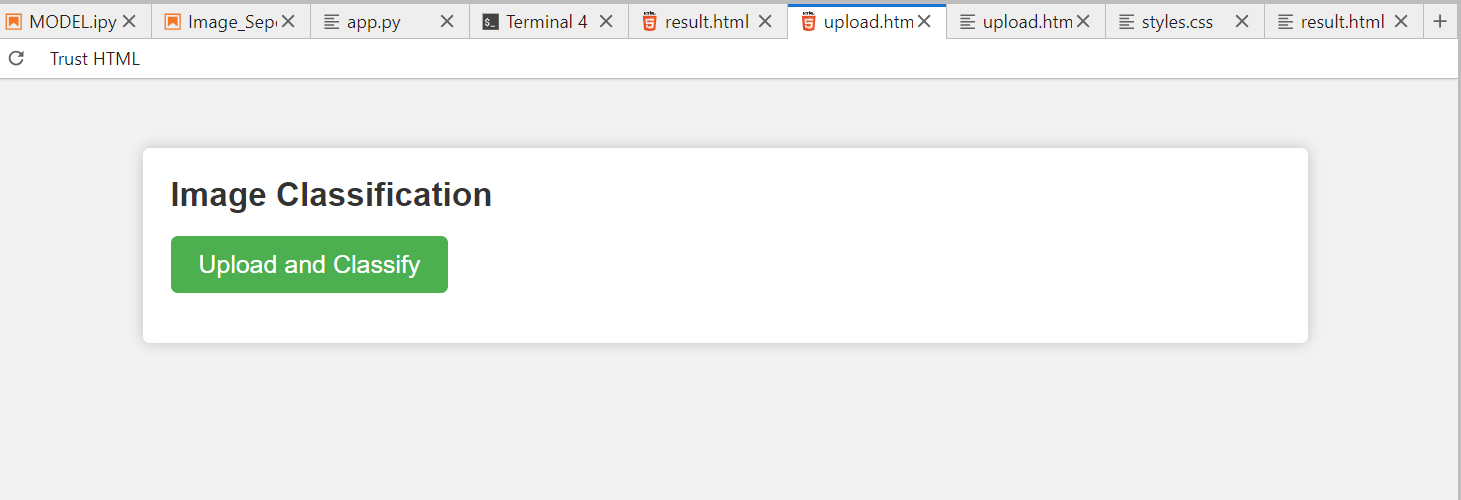 MODEL.ipy Image_Sepe app.py Terminal 4 result.html upload.htm upload.htm styles.css result.html
Trust HTML
Image Classification
Upload and Classify